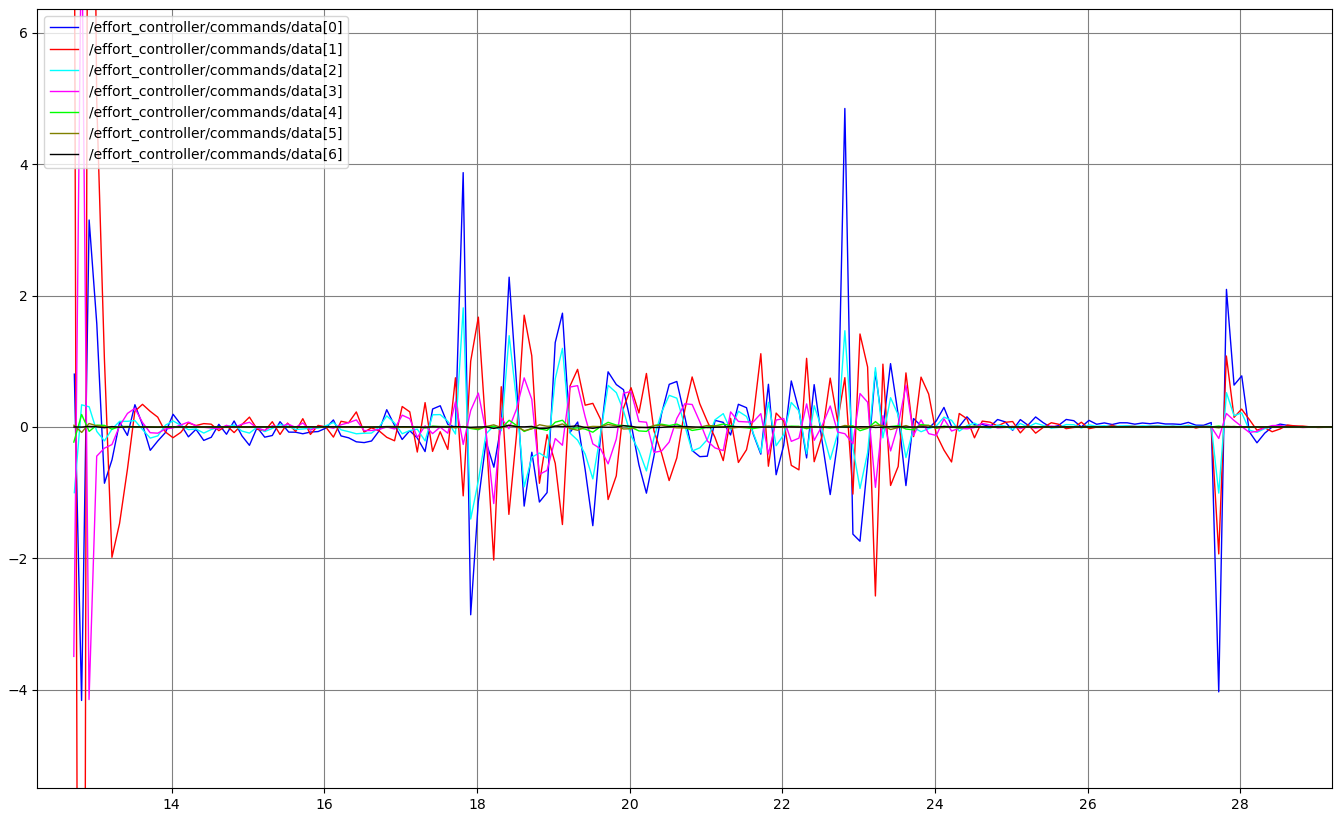 /effort_controller/commands/data[0]
/effort_controller/commands/data[1]
/effort_controller/commands/data[2]
/effort_controller/commands/data[3]
/effort_controller/commands/data[4]
/effort_controller/commands/data[5]
/effort_controller/commands/data[6]
6
4
2
0
−2
−4
14 16 18 20 22 24 26 28